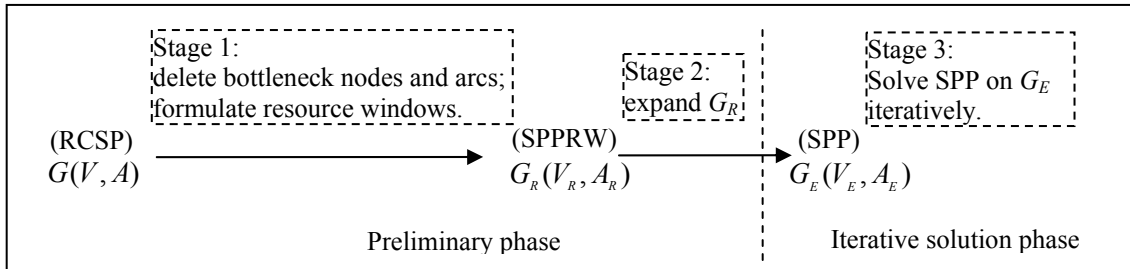 Stage 1:
delete bottleneck nodes and arcs;
formulate resource windows.
Stage 2:
expand G_R
Stage 3:
Solve SPP on G_E
iteratively.
(RCSP)
G(V, A)
(SPPRW)
G_R(V_R, A_R)
(SPP)
G_E(V_E, A_E)
Preliminary phase
Iterative solution phase